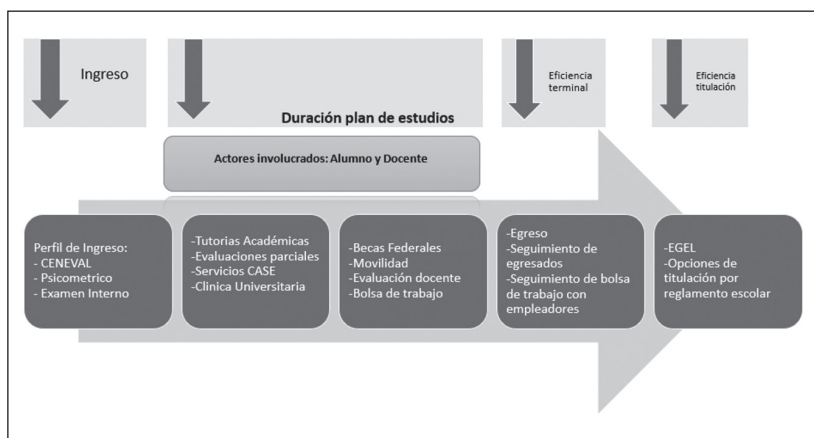 Ingreso
Duración plan de estudios
Eficiencia
terminal
Eficiencia
titulación
Actores involucrados: Alumno y Docente
Perfil de Ingreso:
- CENEVAL
- Psicometrico
- Examen Interno
-Tutorias Académicas
-Evaluaciones parciales
-Servicios CASE
-Clinica Universitaria
-Becas Federales
-Movilidad
-Evaluación docente
-Bolsa de trabajo
-Egreso
-Seguimiento de
egresados
-Seguimiento de bolsa
de trabajo con
empleadores
-EGEL
-Opciones de
titulación por
reglamento escolar